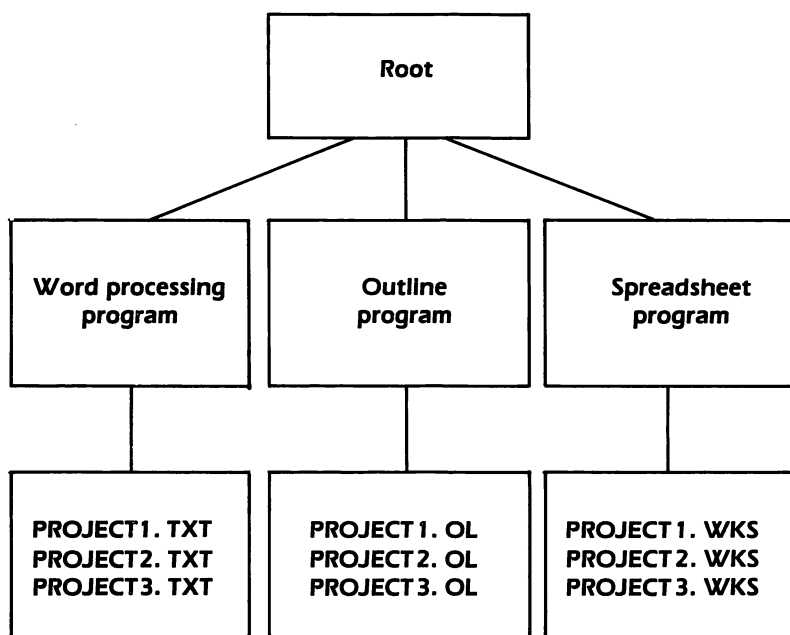 Root
Word processing
program
Outline
program
Spreadsheet
program
PROJECT1. TXT
PROJECT2. TXT
PROJECT3. TXT
PROJECT1. OL
PROJECT2. OL
PROJECT3. OL
PROJECT1. WKS
PROJECT2. WKS
PROJECT3. WKS